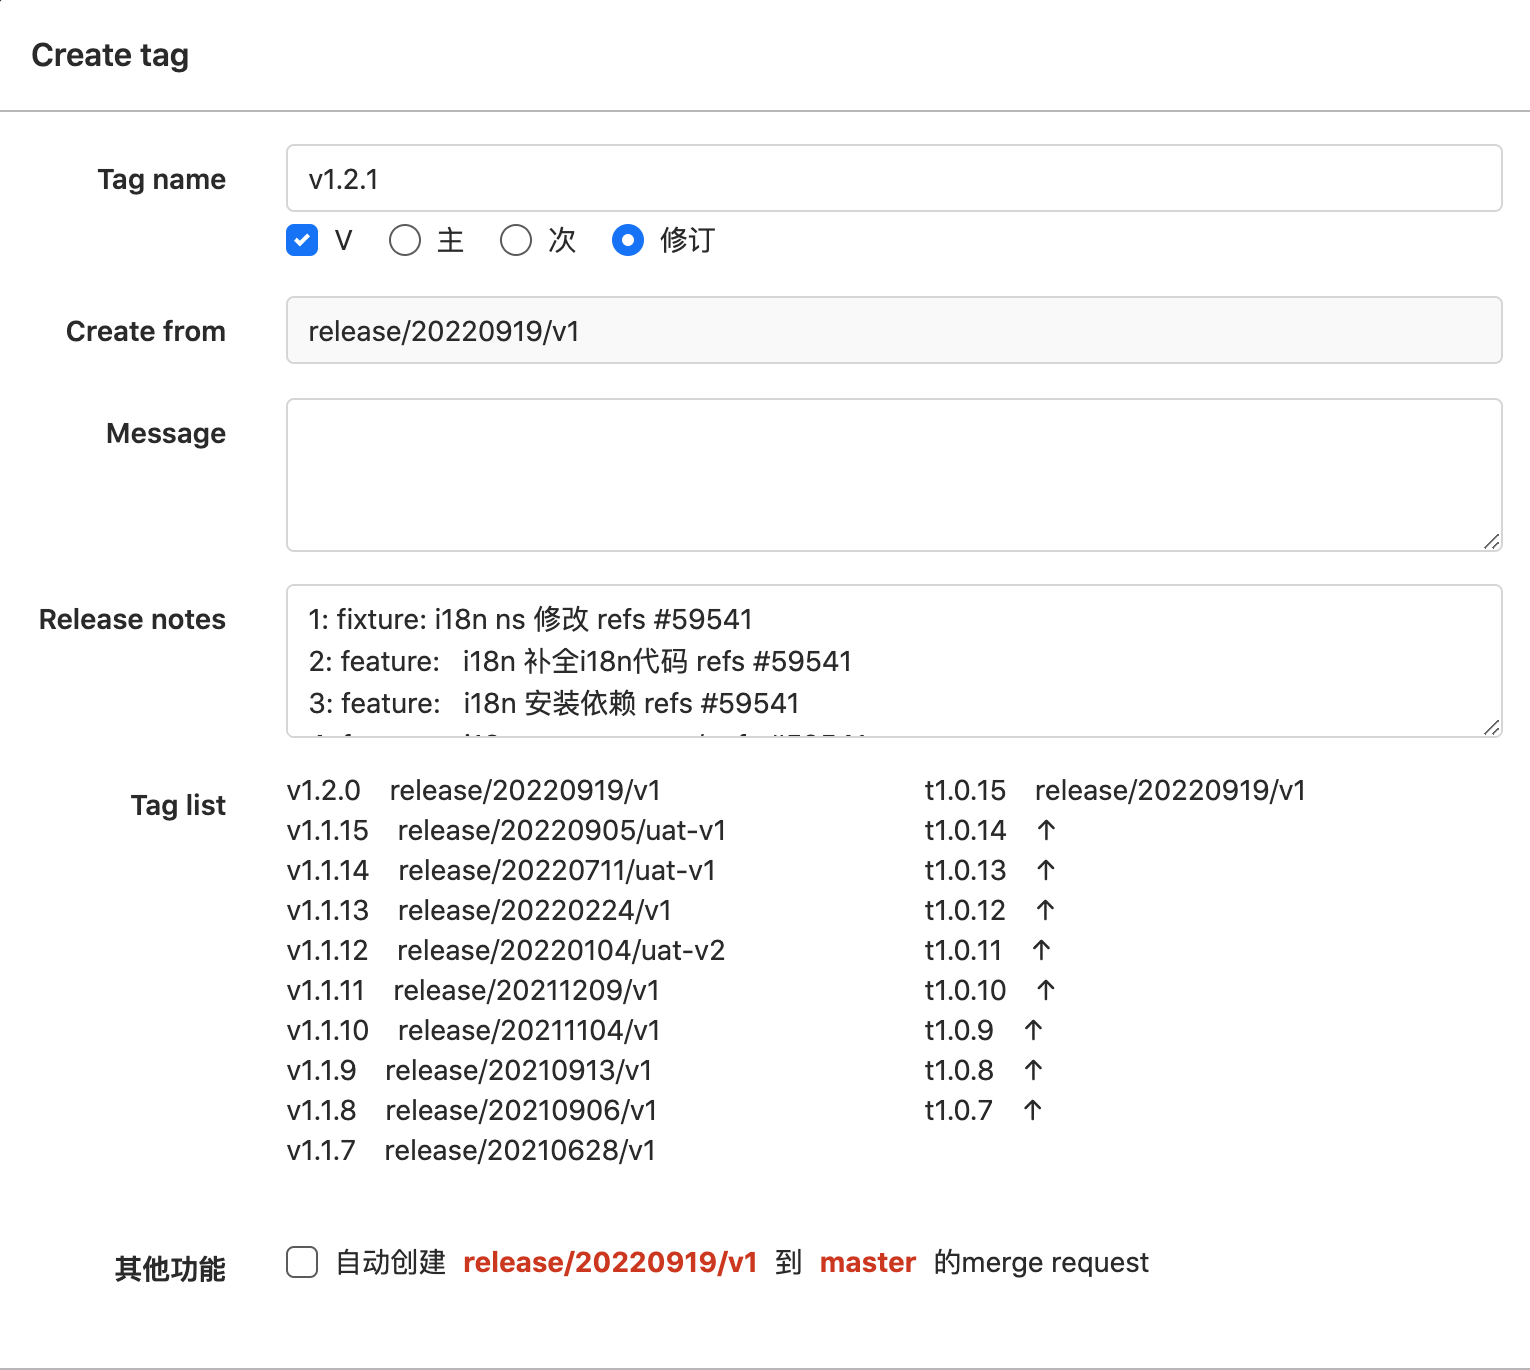 Create tag
Tag name
v1.2.1
V 主 次 修订
Create from
release/20220919/v1
Message
Release notes
1: fixture: i18n ns 修改 refs #59541
2: feature:   i18n 补全i18n代码 refs #59541
3: feature:   i18n 安装依赖 refs #59541
Tag list
v1.2.0 release/20220919/v1
v1.1.15 release/20220905/uat-v1
v1.1.14 release/20220711/uat-v1
v1.1.13 release/20220224/v1
v1.1.12 release/20220104/uat-v2
v1.1.11 release/20211209/v1
v1.1.10 release/20211104/v1
v1.1.9 release/20210913/v1
v1.1.8 release/20210906/v1
v1.1.7 release/20210628/v1
t1.0.15 release/20220919/v1
t1.0.14 ↑
t1.0.13 ↑
t1.0.12 ↑
t1.0.11 ↑
t1.0.10 ↑
t1.0.9 ↑
t1.0.8 ↑
t1.0.7 ↑
其他功能
自动创建 release/20220919/v1 到 master 的merge request